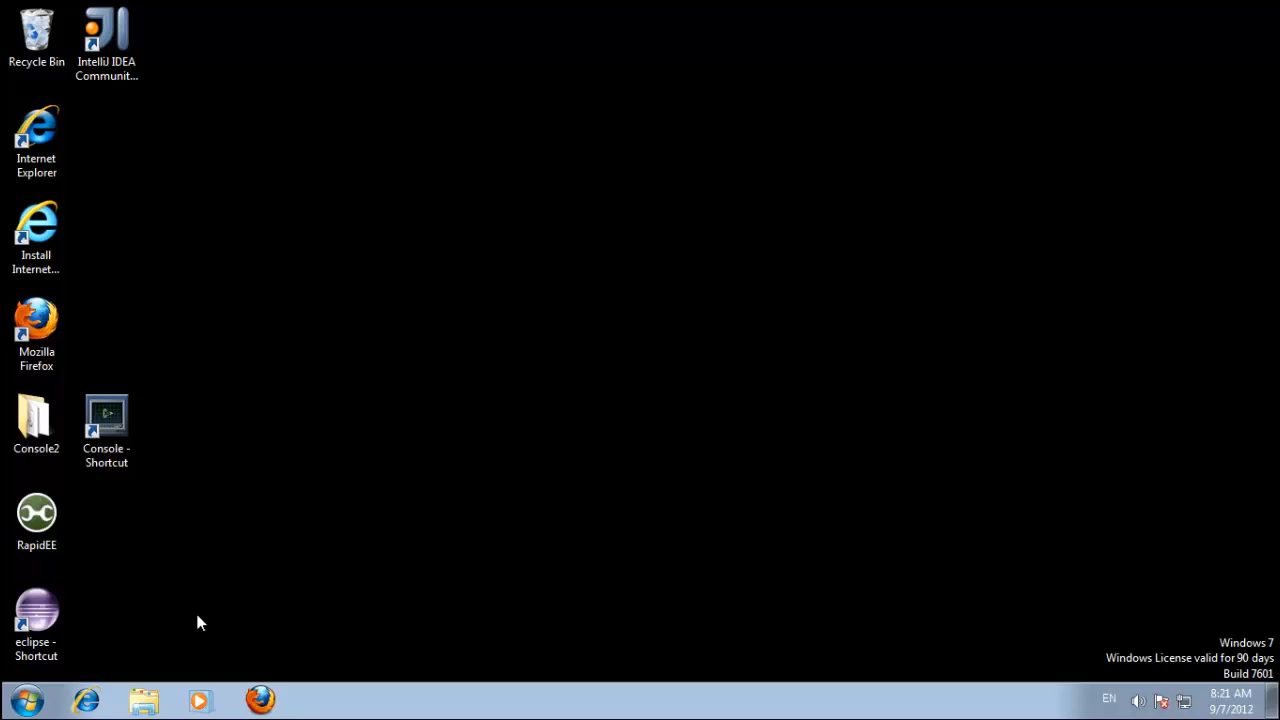 Recycle Bin
IntelliJ IDEA
Communit...
Internet
Explorer
Install
Internet...
Mozilla
Firefox
Console2
Console -
Shortcut
RapidEE
eclipse -
Shortcut
Windows 7
Windows License valid for 90 days
Build 7601
EN
8:21 AM
9/7/2012